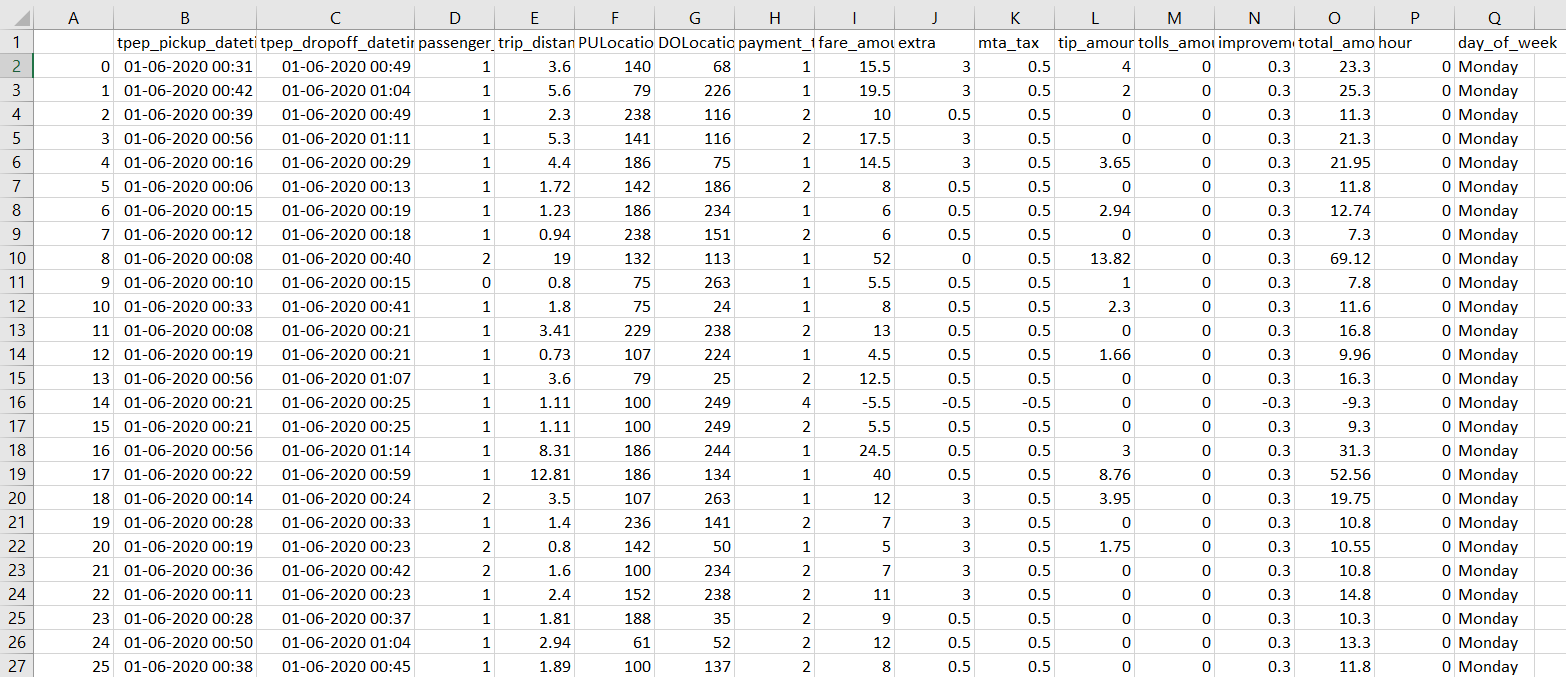 A B C D E F G H I J K L M N O P Q
1 tpep_pickup_dateti tpep_dropoff_datetin passenger_ trip_distan PULocatio DOLocatio payment_t fare_amou extra mta_tax tip_amour tolls_amou improveme total_amo hour day_of_week
2 0 01-06-2020 00:31 01-06-2020 00:49 1 3.6 140 68 1 15.5 3 0.5 4 0 0.3 23.3 0 Monday
3 1 01-06-2020 00:42 01-06-2020 01:04 1 5.6 79 226 1 19.5 3 0.5 2 0 0.3 25.3 0 Monday
4 2 01-06-2020 00:39 01-06-2020 00:49 1 2.3 238 116 2 10 0.5 0.5 0 0 0.3 11.3 0 Monday
5 3 01-06-2020 00:56 01-06-2020 01:11 1 5.3 141 116 2 17.5 3 0.5 0 0 0.3 21.3 0 Monday
6 4 01-06-2020 00:16 01-06-2020 00:29 1 4.4 186 75 1 14.5 3 0.5 3.65 0 0.3 21.95 0 Monday
7 5 01-06-2020 00:06 01-06-2020 00:13 1 1.72 142 186 2 8 0.5 0.5 0 0 0.3 11.8 0 Monday
8 6 01-06-2020 00:15 01-06-2020 00:19 1 1.23 186 234 1 6 0.5 0.5 2.94 0 0.3 12.74 0 Monday
9 7 01-06-2020 00:12 01-06-2020 00:18 1 0.94 238 151 2 6 0.5 0.5 0 0 0.3 7.3 0 Monday
10 8 01-06-2020 00:08 01-06-2020 00:40 2 19 132 113 1 52 0 0.5 13.82 0 0.3 69.12 0 Monday
11 9 01-06-2020 00:10 01-06-2020 00:15 0 0.8 75 263 1 5.5 0.5 0.5 1 0 0.3 7.8 0 Monday
12 10 01-06-2020 00:33 01-06-2020 00:41 1 1.8 75 24 1 8 0.5 0.5 2.3 0 0.3 11.6 0 Monday
13 11 01-06-2020 00:08 01-06-2020 00:21 1 3.41 229 238 2 13 0.5 0.5 0 0 0.3 16.8 0 Monday
14 12 01-06-2020 00:19 01-06-2020 00:21 1 0.73 107 224 1 4.5 0.5 0.5 1.66 0 0.3 9.96 0 Monday
15 13 01-06-2020 00:56 01-06-2020 01:07 1 3.6 79 25 2 12.5 0.5 0.5 0 0 0.3 16.3 0 Monday
16 14 01-06-2020 00:21 01-06-2020 00:25 1 1.11 100 249 4 -5.5 -0.5 -0.5 0 0 -0.3 -9.3 0 Monday
17 15 01-06-2020 00:21 01-06-2020 00:25 1 1.11 100 249 2 5.5 0.5 0.5 0 0 0.3 9.3 0 Monday
18 16 01-06-2020 00:56 01-06-2020 01:14 1 8.31 186 244 1 24.5 0.5 0.5 3 0 0.3 31.3 0 Monday
19 17 01-06-2020 00:22 01-06-2020 00:59 1 12.81 186 134 1 40 0.5 0.5 8.76 0 0.3 52.56 0 Monday
20 18 01-06-2020 00:14 01-06-2020 00:24 2 3.5 107 263 1 12 3 0.5 3.95 0 0.3 19.75 0 Monday
21 19 01-06-2020 00:28 01-06-2020 00:33 1 1.4 236 141 2 7 3 0.5 0 0 0.3 10.8 0 Monday
22 20 01-06-2020 00:19 01-06-2020 00:23 2 0.8 142 50 1 5 3 0.5 1.75 0 0.3 10.55 0 Monday
23 21 01-06-2020 00:36 01-06-2020 00:42 2 1.6 100 234 2 7 3 0.5 0 0 0.3 10.8 0 Monday
24 22 01-06-2020 00:11 01-06-2020 00:23 1 2.4 152 238 2 11 3 0.5 0 0 0.3 14.8 0 Monday
25 23 01-06-2020 00:28 01-06-2020 00:37 1 1.81 188 35 2 9 0.5 0.5 0 0 0.3 10.3 0 Monday
26 24 01-06-2020 00:50 01-06-2020 01:04 1 2.94 61 52 2 12 0.5 0.5 0 0 0.3 13.3 0 Monday
27 25 01-06-2020 00:38 01-06-2020 00:45 1 1.89 100 137 2 8 0.5 0.5 0 0 0.3 11.8 0 Monday